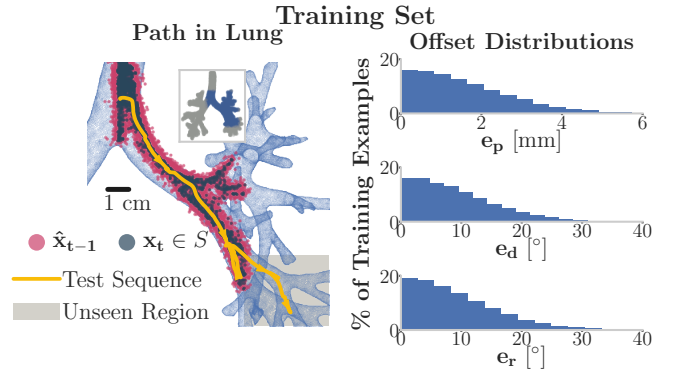 Training Set
Path in Lung
1 cm
x̂ₜ₋₁
xₜ ∈ S
Test Sequence
Unseen Region
Offset Distributions
% of Training Examples
20
0
0 2 4 6
e_p [mm]
20
0
0 10 20 30 40
e_d [°]
20
0
0 10 20 30 40
e_r [°]